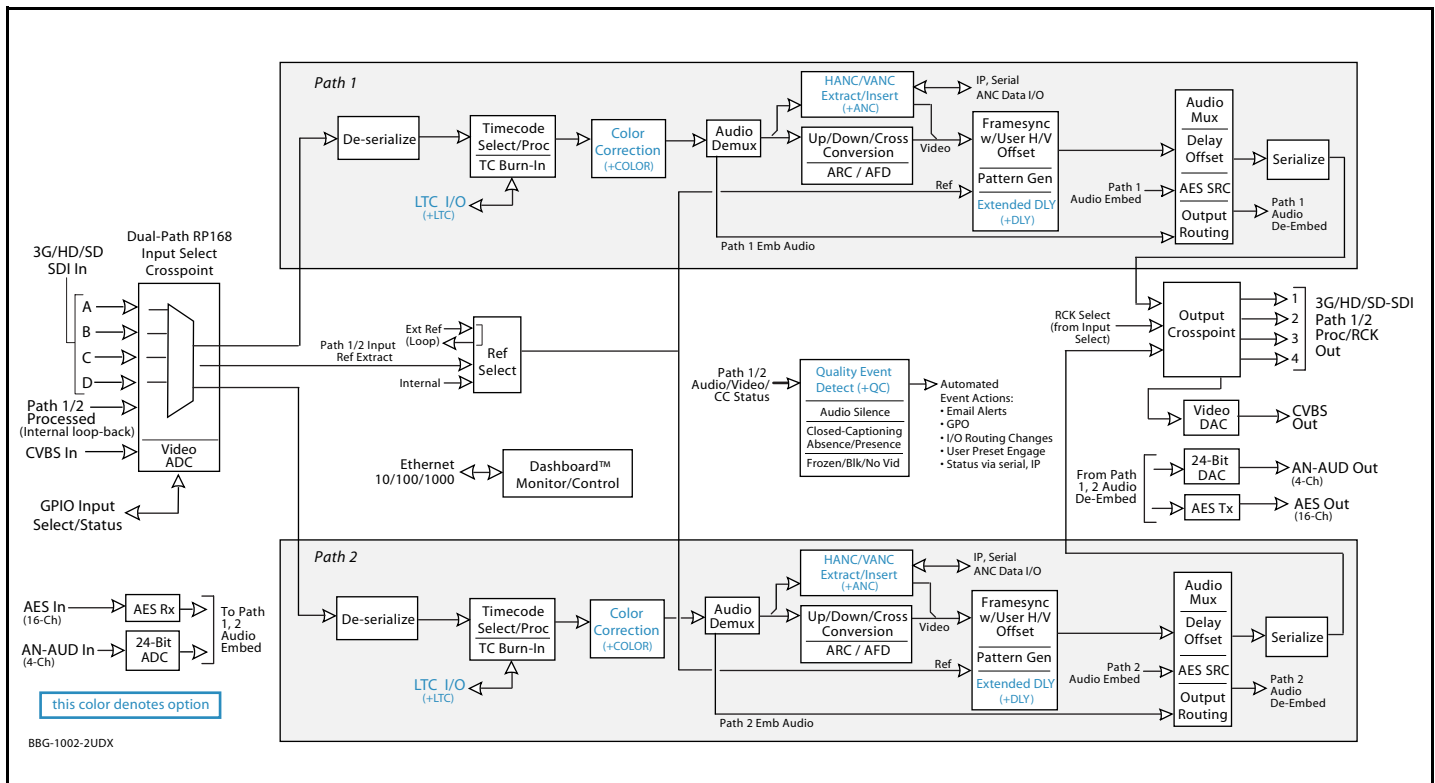 Path 1
De-serialize
Timecode
Select/Proc
TC Burn-In
LTC I/O
(+LTC)
Color
Correction
(+COLOR)
Audio
Demux
HANC/VANC
Extract/Insert
(+ANC)
IP, Serial
ANC Data I/O
Up/Down/Cross
Conversion
ARC / AFD
Video
Ref
Framesync
w/User H/V
Offset
Pattern Gen
Extended DLY
(+DLY)
Path 1 Emb Audio
Path 1
Audio Embed
Audio
Mux
Delay
Offset
AES SRC
Output
Routing
Serialize
Path 1
Audio
De-Embed
Dual-Path RP168
Input Select
Crosspoint
3G/HD/SD
SDI In
A
B
C
D
Path 1/2
Processed
(Internal loop-back)
CVBS In
Video
ADC
GPIO Input
Select/Status
Path 1/2 Input
Ref Extract
Ext Ref
(Loop)
Internal
Ref
Select
Ethernet
10/100/1000
Dashboard™
Monitor/Control
Path 1/2
Audio/Video/
CC Status
Quality Event
Detect (+QC)
Audio Silence
Closed-Captioning
Absence/Presence
Frozen/Blk/No Vid
Automated
Event Actions:
• Email Alerts
• GPO
• I/O Routing Changes
• User Preset Engage
• Status via serial, IP
RCK Select
(from Input
Select)
Output
Crosspoint
1
2
3
4
3G/HD/SD-SDI
Path 1/2
Proc/RCK
Out
Video
DAC
CVBS
Out
From Path
1, 2 Audio
De-Embed
24-Bit
DAC
AN-AUD Out
(4-Ch)
AES Tx
AES Out
(16-Ch)
Path 2
De-serialize
Timecode
Select/Proc
TC Burn-In
LTC I/O
(+LTC)
Color
Correction
(+COLOR)
Audio
Demux
HANC/VANC
Extract/Insert
(+ANC)
IP, Serial
ANC Data I/O
Up/Down/Cross
Conversion
ARC / AFD
Video
Ref
Framesync
w/User H/V
Offset
Pattern Gen
Extended DLY
(+DLY)
Path 2 Emb Audio
Path 2
Audio Embed
Audio
Mux
Delay
Offset
AES SRC
Output
Routing
Serialize
Path 2
Audio
De-Embed
AES In
(16-Ch)
AES Rx
AN-AUD In
(4-Ch)
24-Bit
ADC
To Path
1, 2
Audio
Embed
this color denotes option
BBG-1002-2UDX